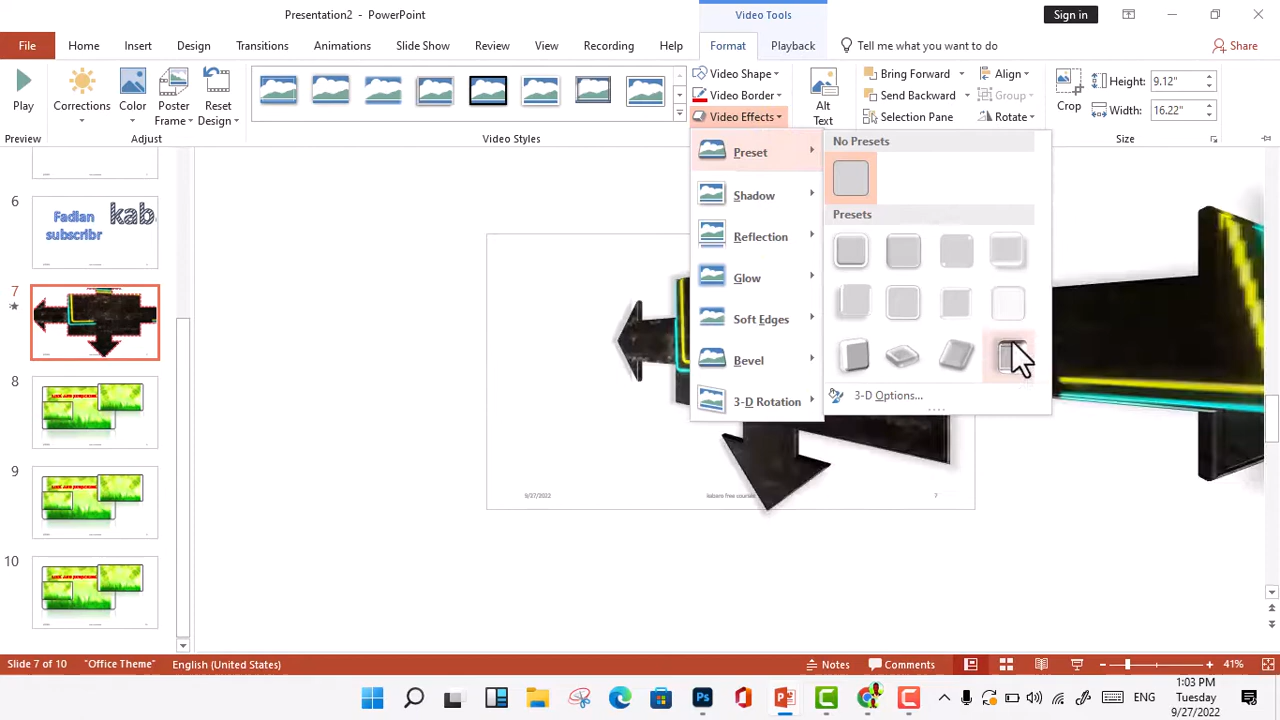 Presentation2 - PowerPoint
Video Tools
Sign in
File
Home
Insert
Design
Transitions
Animations
Slide Show
Review
View
Recording
Help
Format
Playback
Tell me what you want to do
Share
Play
Corrections
Color
Poster
Frame
Reset
Design
Video Shape
Video Border
Video Effects
Alt
Text
Bring Forward
Send Backward
Selection Pane
Align
Group
Rotate
Crop
Height:
9.12"
Width:
16.22"
Preview
Adjust
Video Styles
Size
Preset
Shadow
Reflection
Glow
Soft Edges
Bevel
3-D Rotation
No Presets
Presets
3-D Options...
6
Fadlan
subscribr
kab
7
8
9
10
9/27/2022
kabara free courses
7
Slide 7 of 10
"Office Theme"
English (United States)
Notes
Comments
41%
Ps
ENG
1:03 PM
Tuesday
9/27/2022